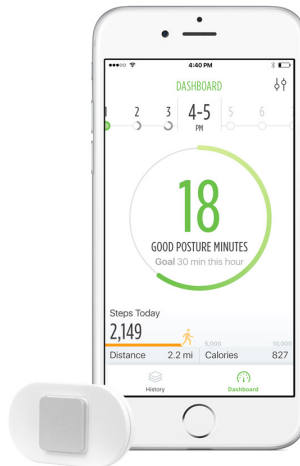 4:40 PM
DASHBOARD
1 2 3 4-5 5 6 7
PM
18
GOOD POSTURE MINUTES
Goal 30 min this hour
Steps Today
2,149
5,000 10,000
Distance 2.2 mi Calories 827
History Dashboard